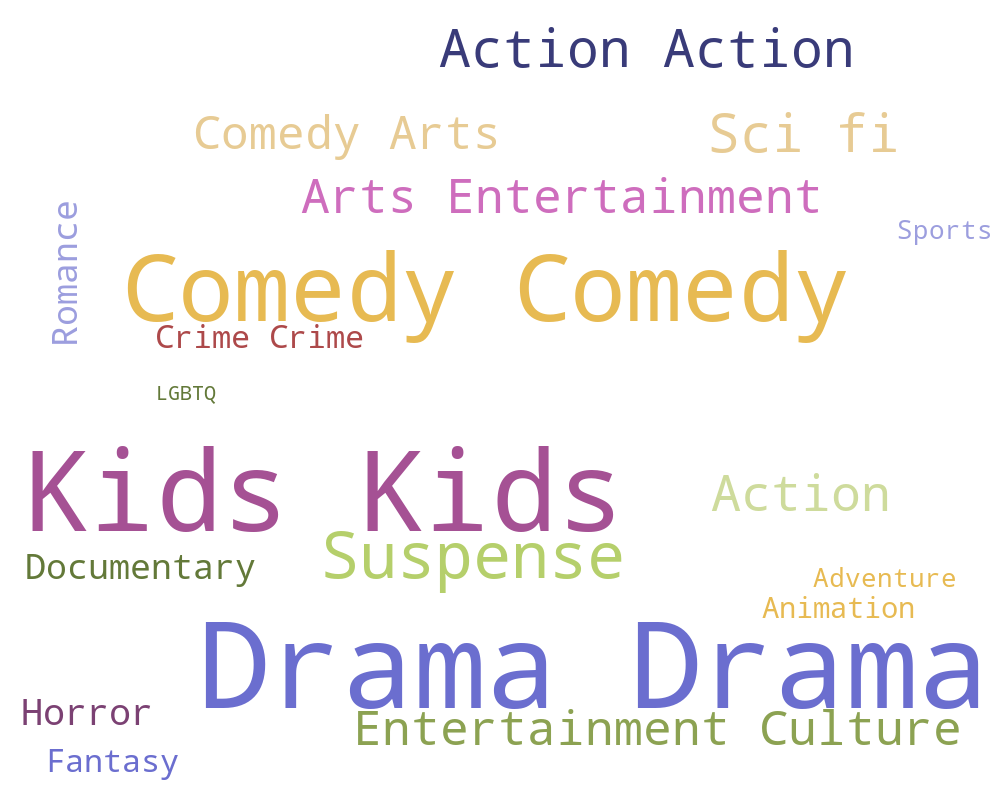 Action Action
Comedy Arts
Sci fi
Arts Entertainment
Romance
Sports
Comedy Comedy
Crime Crime
LGBTQ
Kids Kids
Action
Suspense
Documentary
Adventure
Animation
Drama Drama
Horror
Entertainment Culture
Fantasy